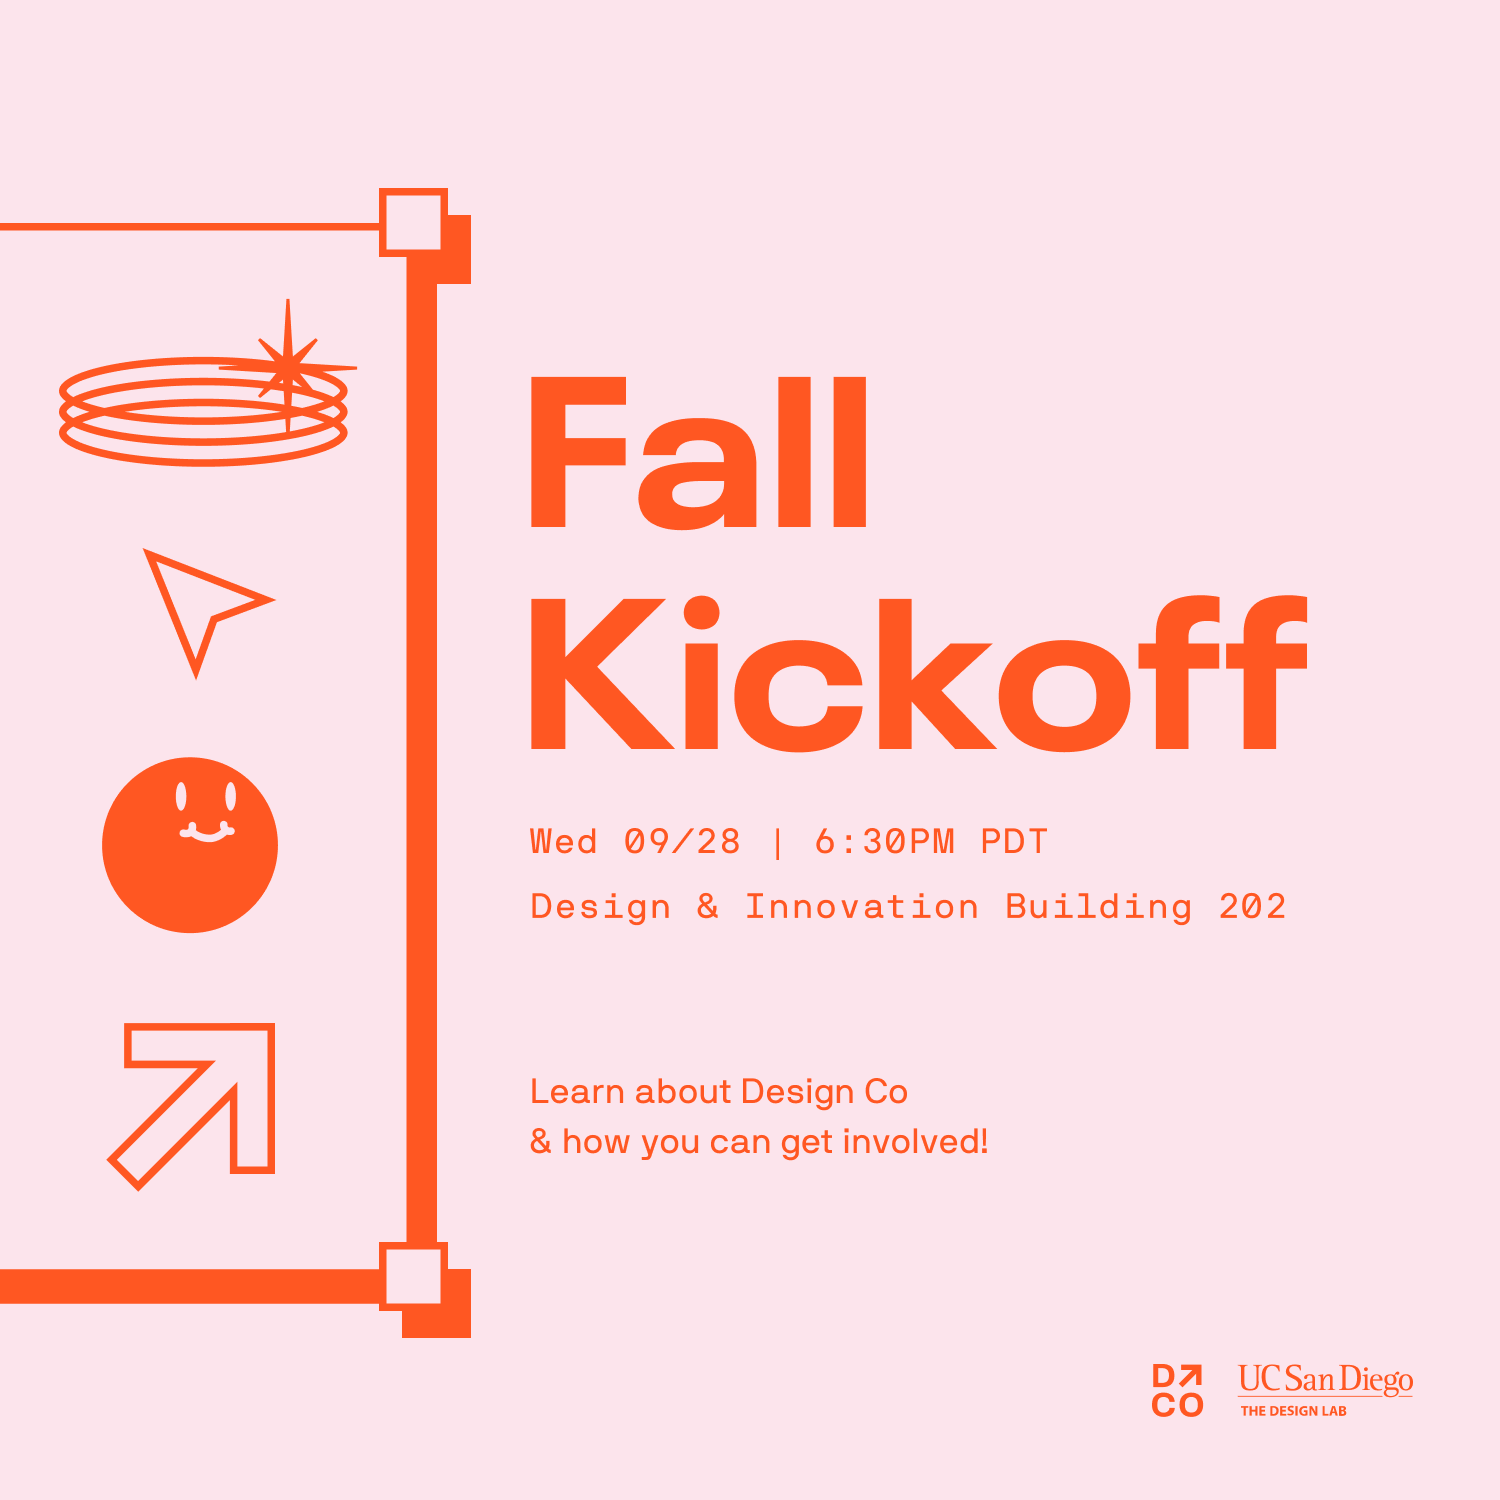 Fall
Kickoff
Wed 09/28 | 6:30PM PDT
Design & Innovation Building 202
Learn about Design Co
& how you can get involved!
D
CO
UC San Diego
THE DESIGN LAB